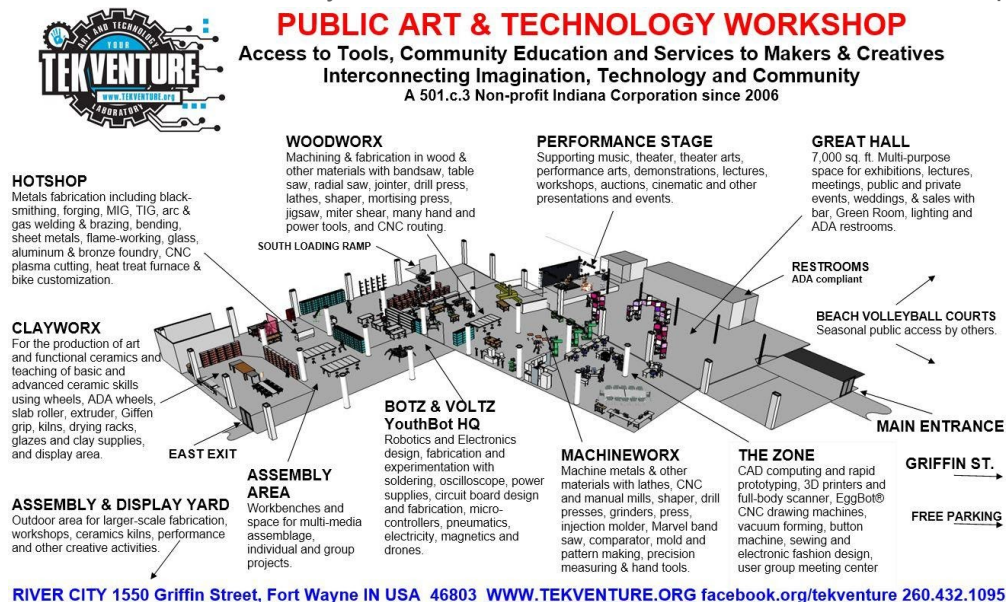 PUBLIC ART & TECHNOLOGY WORKSHOP
Access to Tools, Community Education and Services to Makers & Creatives
Interconnecting Imagination, Technology and Community
A 501.c.3 Non-profit Indiana Corporation since 2006
ART AND TECHNOLOGY
YOUR
TEKVENTURE
www.TEKVENTURE.org
LABORATORY
HOTSHOP
Metals fabrication including black-
smithing, forging, MIG, TIG, arc &
gas welding & brazing, bending,
sheet metals, flame-working, glass,
aluminum & bronze foundry, CNC
plasma cutting, heat treat furnace &
bike customization.
WOODWORX
Machining & fabrication in wood &
other materials with bandsaw, table
saw, radial saw, jointer, drill press,
lathes, shaper, mortising press,
jigsaw, miter shear, many hand and
power tools, and CNC routing.
SOUTH LOADING RAMP
PERFORMANCE STAGE
Supporting music, theater, theater arts,
performance arts, demonstrations, lectures,
workshops, auctions, cinematic and other
presentations and events.
GREAT HALL
7,000 sq. ft. Multi-purpose
space for exhibitions, lectures,
meetings, public and private
events, weddings, & sales with
bar, Green Room, lighting and
ADA restrooms.
RESTROOMS
ADA compliant
BEACH VOLLEYBALL COURTS
Seasonal public access by others.
CLAYWORX
For the production of art
and functional ceramics and
teaching of basic and
advanced ceramic skills
using wheels, ADA wheels,
slab roller, extruder, Giffen
grip, kilns, drying racks,
glazes and clay supplies,
and display area.
EAST EXIT
ASSEMBLY & DISPLAY YARD
Outdoor area for larger-scale fabrication,
workshops, ceramics kilns, performance
and other creative activities.
ASSEMBLY
AREA
Workbenches and
space for multi-media
assemblage,
individual and group
projects.
BOTZ & VOLTZ
YouthBot HQ
Robotics and Electronics
design, fabrication and
experimentation with
soldering, oscilloscope, power
supplies, circuit board design
and fabrication, micro-
controllers, pneumatics,
electricity, magnetics and
drones.
MACHINEWORX
Machine metals & other
materials with lathes, CNC
and manual mills, shaper, drill
presses, grinders, press,
injection molder, Marvel band
saw, comparator, mold and
pattern making, precision
measuring & hand tools.
THE ZONE
CAD computing and rapid
prototyping, 3D printers and
full-body scanner, EggBot®
CNC drawing machines,
vacuum forming, button
machine, sewing and
electronic fashion design,
user group meeting center
MAIN ENTRANCE
GRIFFIN ST.
FREE PARKING
RIVER CITY 1550 Griffin Street, Fort Wayne IN USA 46803 WWW.TEKVENTURE.ORG facebook.org/tekventure 260.432.1095